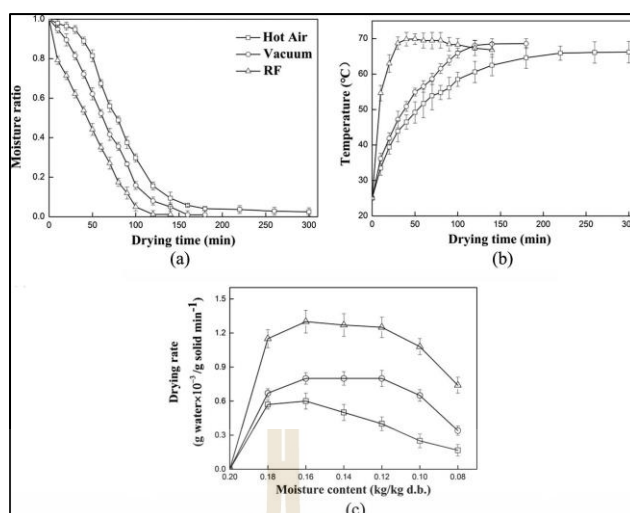 1.0
0.8
0.6
0.4
0.2
0.0
Moisture ratio
Hot Air
Vacuum
RF
0 50 100 150 200 250 300
Drying time (min)
(a)
80
70
60
50
40
30
20
Temperature (°C)
0 50 100 150 200 250 300
Drying time (min)
(b)
1.5
1.2
0.9
0.6
0.3
0.0
Drying rate
(g water×10⁻³/g solid min⁻¹)
0.20 0.18 0.16 0.14 0.12 0.10 0.08
Moisture content (kg/kg d.b.)
(c)